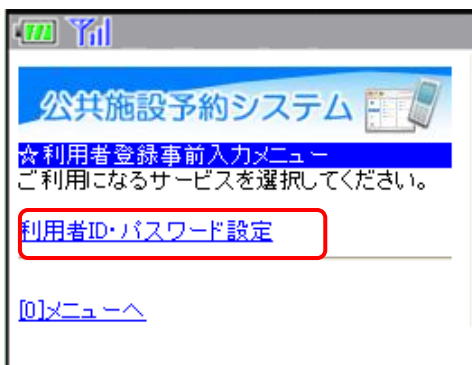 公共施設予約システム
☆利用者登録事前入力メニュー
ご利用になるサービスを選択してください。
利用者ID･パスワード設定
[0]メニューへ